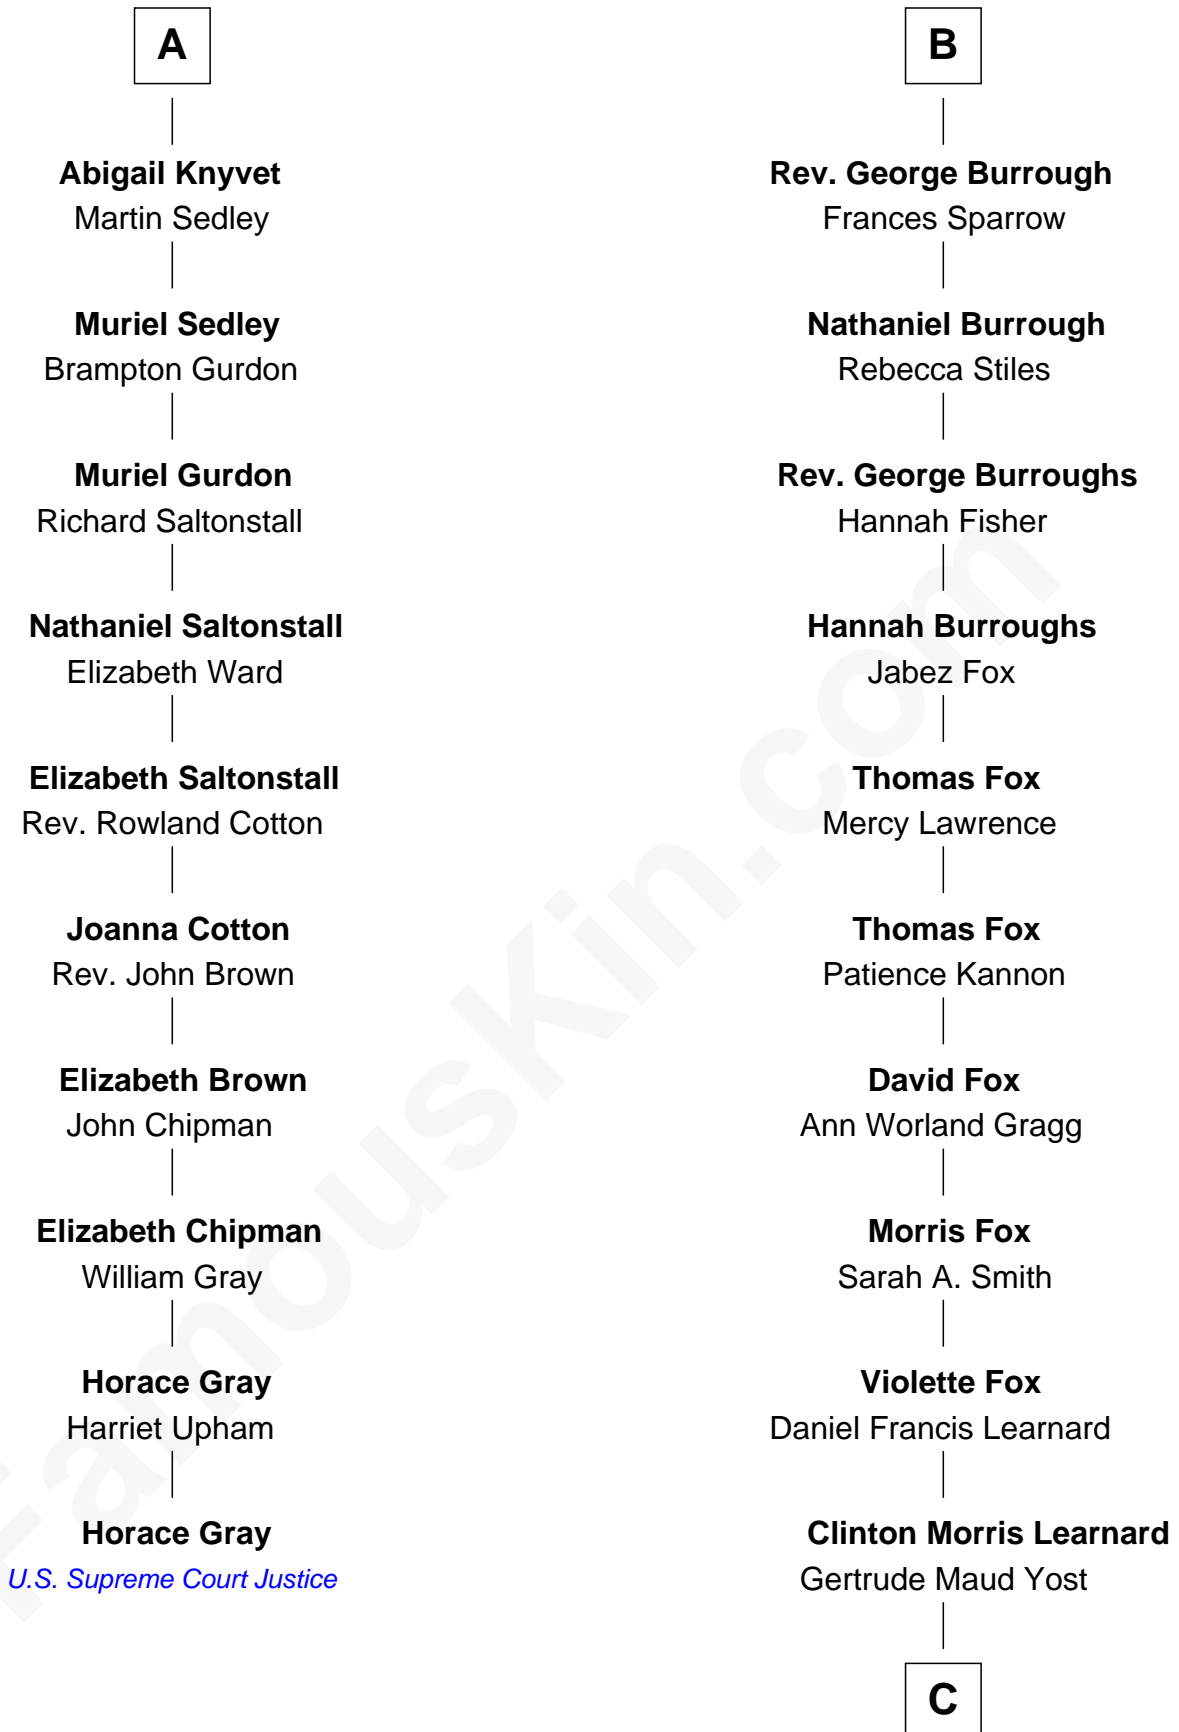 A
Abigail Knyvet
Martin Sedley
Muriel Sedley
Brampton Gurdon
Muriel Gurdon
Richard Saltonstall
Nathaniel Saltonstall
Elizabeth Ward
Elizabeth Saltonstall
Rev. Rowland Cotton
Joanna Cotton
Rev. John Brown
Elizabeth Brown
John Chipman
Elizabeth Chipman
William Gray
Horace Gray
Harriet Upham
Horace Gray
U.S. Supreme Court Justice
B
Rev. George Burrough
Frances Sparrow
Nathaniel Burrough
Rebecca Stiles
Rev. George Burroughs
Hannah Fisher
Hannah Burroughs
Jabez Fox
Thomas Fox
Mercy Lawrence
Thomas Fox
Patience Kannon
David Fox
Ann Worland Gragg
Morris Fox
Sarah A. Smith
Violette Fox
Daniel Francis Learnard
Clinton Morris Learnard
Gertrude Maud Yost
C
FamousKin.com